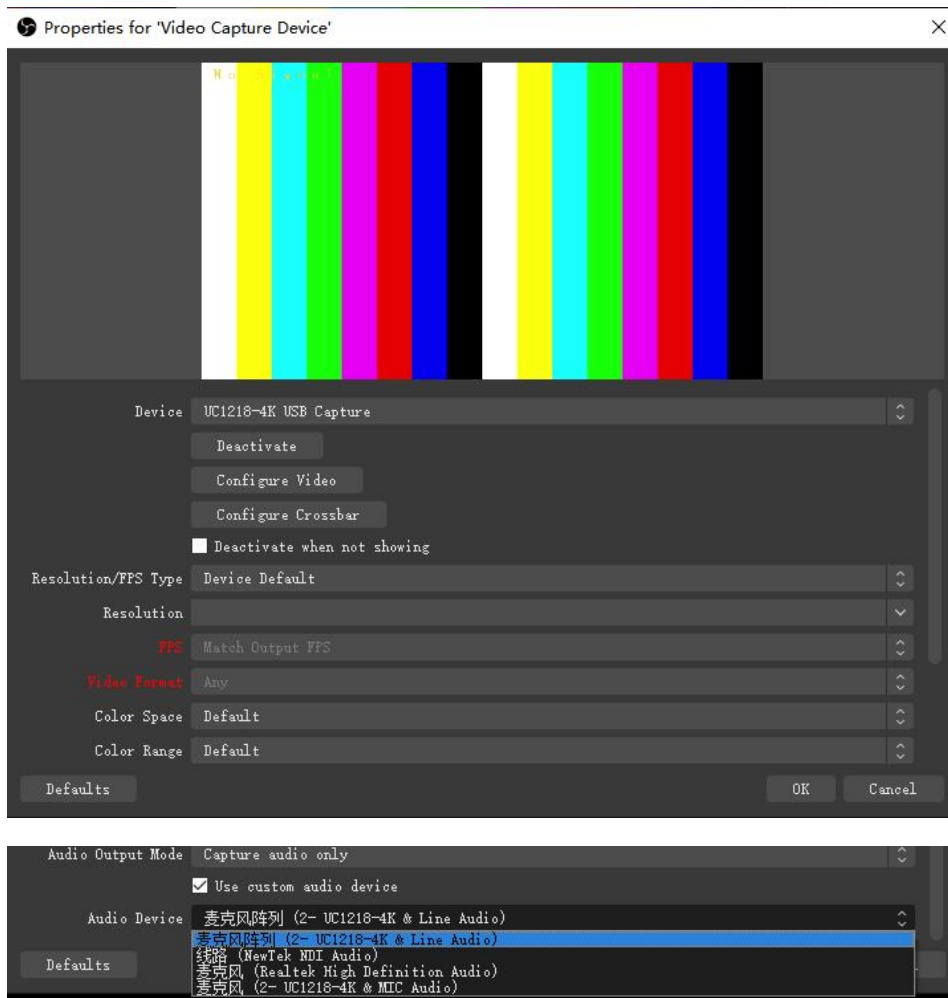 Properties for 'Video Capture Device'
Device UC1218-4K USB Capture
Deactivate
Configure Video
Configure Crossbar
Deactivate when not showing
Resolution/FPS Type Device Default
Resolution
FPS Match Output FPS
Video Format Any
Color Space Default
Color Range Default
Defaults OK Cancel
Audio Output Mode Capture audio only
Use custom audio device
Audio Device 麦克风阵列 (2- UC1218-4K & Line Audio)
麦克风阵列 (2- UC1218-4K & Line Audio)
线路 (NewTek NDI Audio)
Defaults
麦克风 (Realtek High Definition Audio)
麦克风 (2- UC1218-4K & MIC Audio)